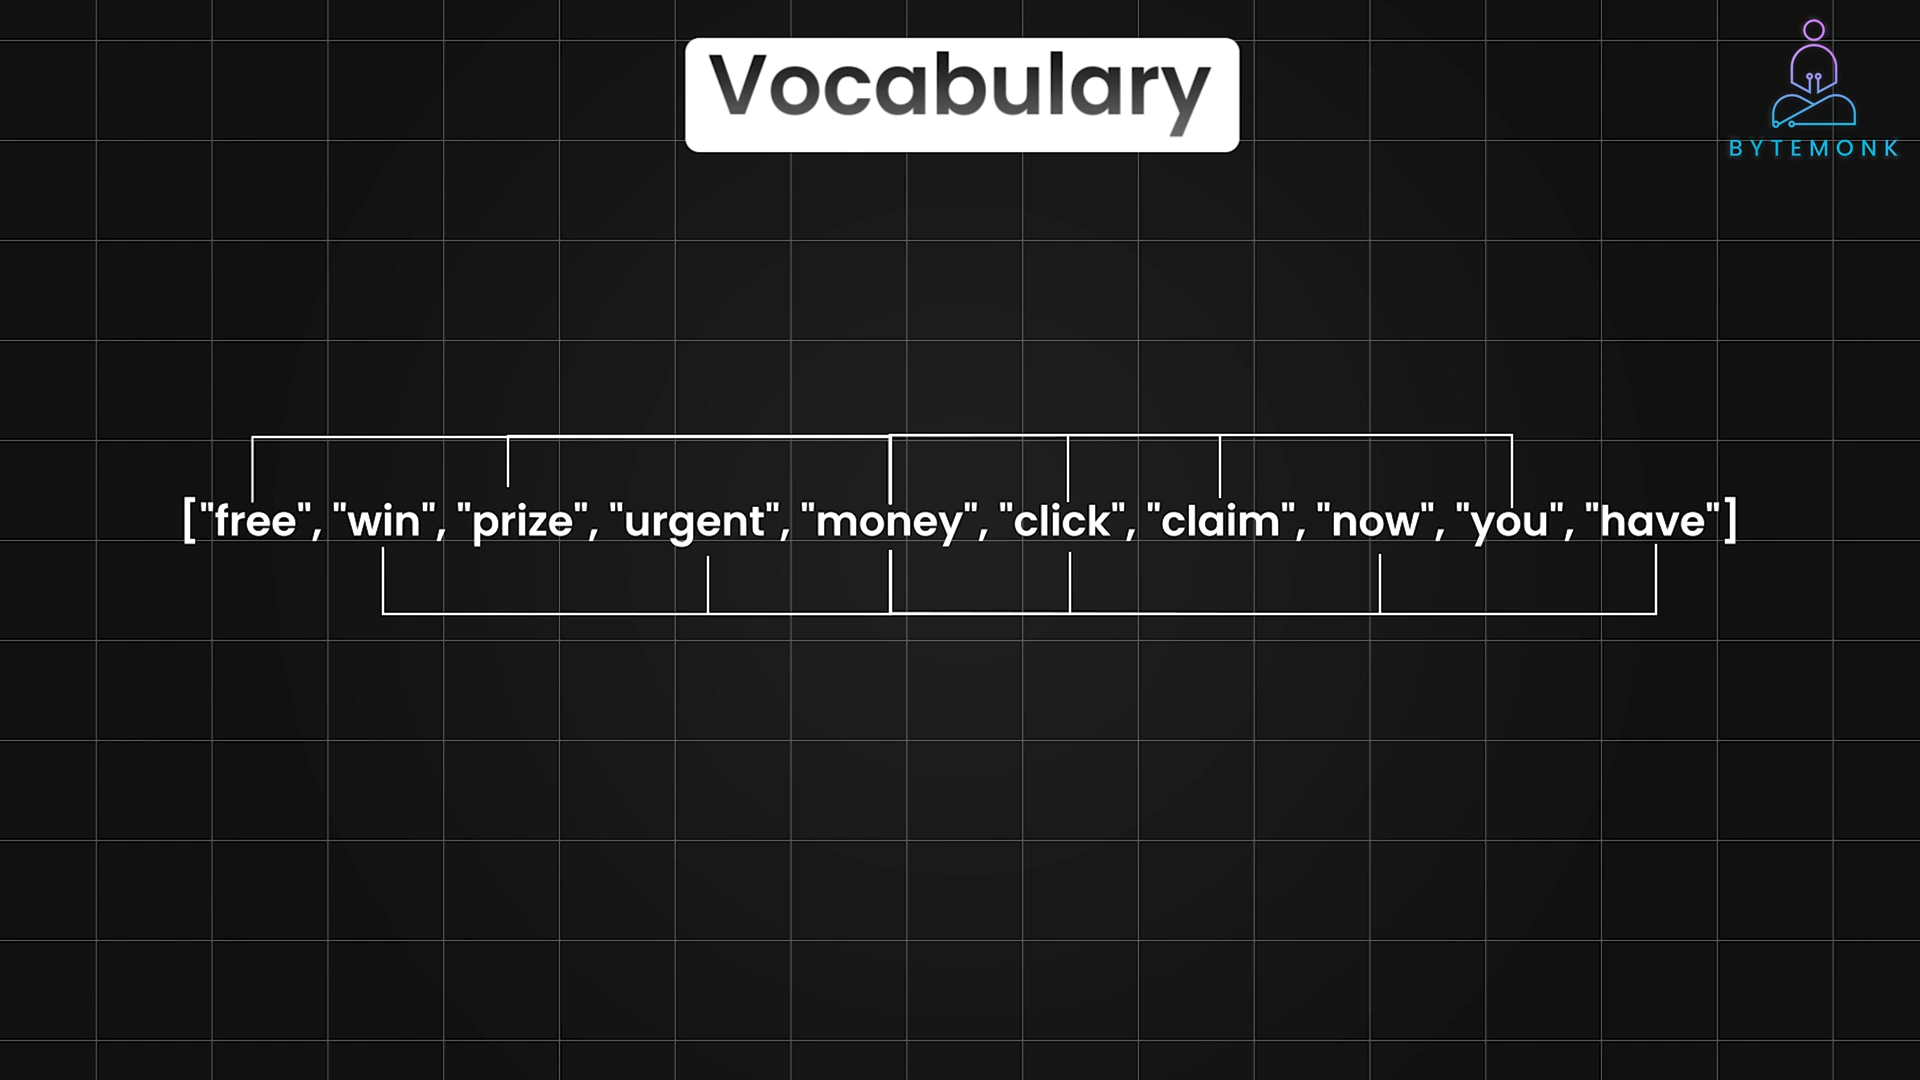 Vocabulary
BYTEMONK
["free", "win", "prize", "urgent", "money", "click", "claim", "now", "you", "have"]